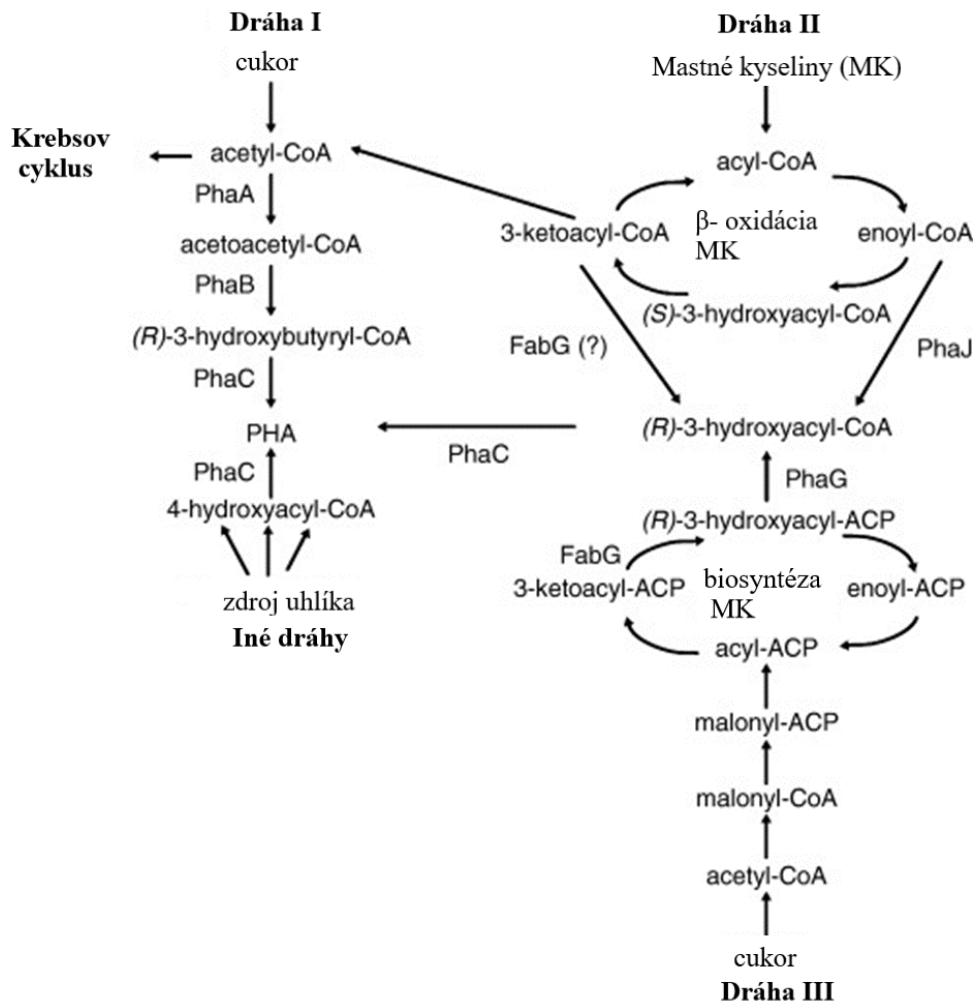 Dráha I
cukor
Krebsov
cyklus
acetyl-CoA
PhaA
acetoacetyl-CoA
PhaB
(R)-3-hydroxybutyryl-CoA
PhaC
PHA
PhaC
4-hydroxyacyl-CoA
zdroj uhlíka
Iné dráhy
Dráha II
Mastné kyseliny (MK)
acyl-CoA
3-ketoacyl-CoA
β- oxidácia
MK
enoyl-CoA
(S)-3-hydroxyacyl-CoA
FabG (?)
PhaJ
(R)-3-hydroxyacyl-CoA
PhaC
PhaG
(R)-3-hydroxyacyl-ACP
FabG
3-ketoacyl-ACP
biosyntéza
MK
enoyl-ACP
acyl-ACP
malonyl-ACP
malonyl-CoA
acetyl-CoA
cukor
Dráha III